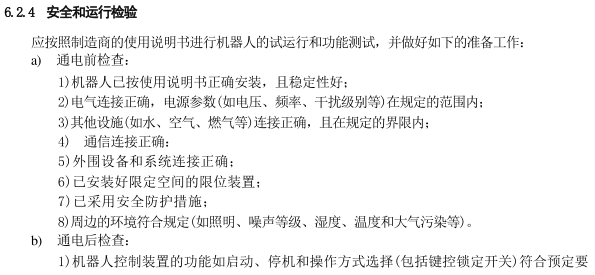 6.2.4 安全和运行检验
应按照制造商的使用说明书进行机器人的试运行和功能测试，并做好如下的准备工作：
a) 通电前检查：
1)机器人已按使用说明书正确安装，且稳定性好；
2)电气连接正确，电源参数(如电压、频率、干扰级别等)在规定的范围内；
3)其他设施(如水、空气、燃气等)连接正确，且在规定的界限内；
4) 通信连接正确；
5)外围设备和系统连接正确；
6)已安装好限定空间的限位装置；
7)已采用安全防护措施；
8)周边的环境符合规定(如照明、噪声等级、湿度、温度和大气污染等)。
b) 通电后检查：
1)机器人控制装置的功能如启动、停机和操作方式选择(包括键控锁定开关)符合预定要